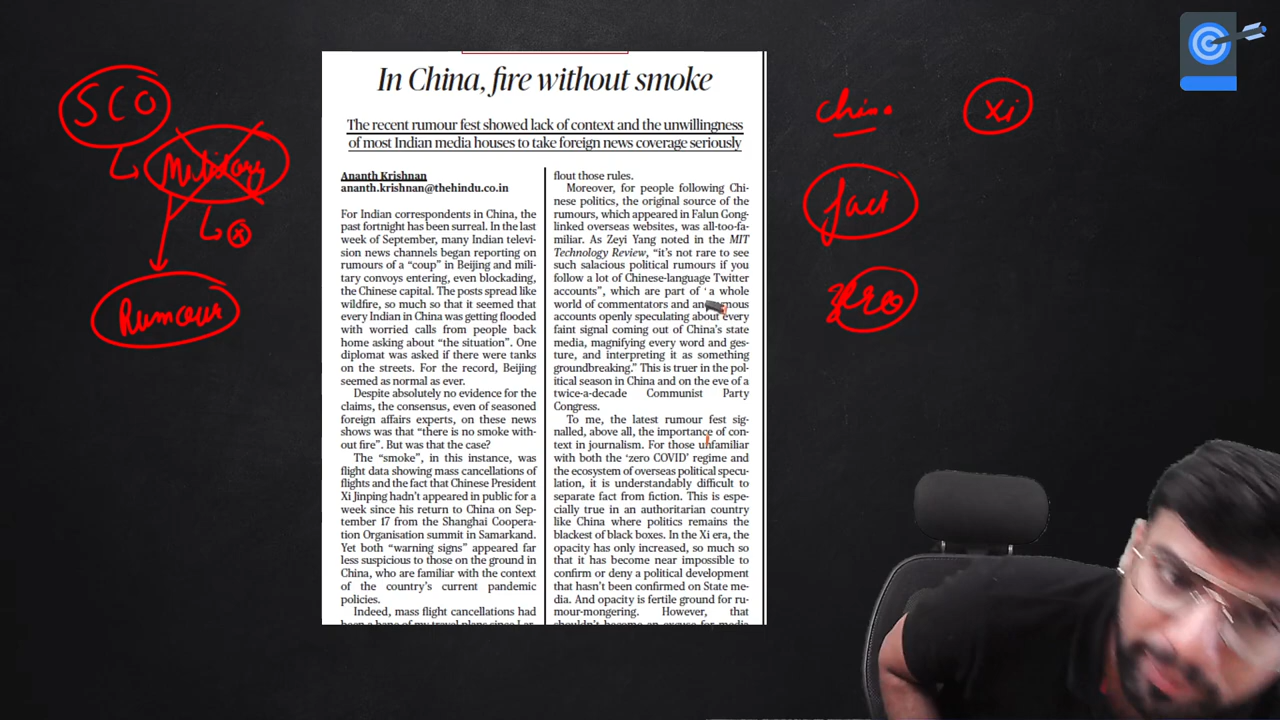 In China, fire without smoke
The recent rumour fest showed lack of context and the unwillingness
of most Indian media houses to take foreign news coverage seriously
Ananth Krishnan
ananth.krishnan@thehindu.co.in
For Indian correspondents in China, the
past fortnight has been surreal. In the last
week of September, many Indian televi-
sion news channels began reporting on
rumours of a “coup” in Beijing and mili-
tary convoys entering, even blockading,
the Chinese capital. The posts spread like
wildfire, so much so that it seemed that
every Indian in China was getting flooded
with worried calls from people back
home asking about “the situation”. One
diplomat was asked if there were tanks
on the streets. For the record, Beijing
seemed as normal as ever.
Despite absolutely no evidence for the
claims, the consensus, even of seasoned
foreign affairs experts, on these news
shows was that “there is no smoke with-
out fire”. But was that the case?
The “smoke”, in this instance, was
flight data showing mass cancellations of
flights and the fact that Chinese President
Xi Jinping hadn’t appeared in public for a
week since his return to China on Sep-
tember 17 from the Shanghai Coopera-
tion Organisation summit in Samarkand.
Yet both “warning signs” appeared far
less suspicious to those on the ground in
China, who are familiar with the context
of the country’s current pandemic
policies.
Indeed, mass flight cancellations had
flout those rules.
Moreover, for people following Chi-
nese politics, the original source of the
rumours, which appeared in Falun Gong-
linked overseas websites, was all-too-fa-
miliar. As Zeyi Yang noted in the MIT
Technology Review, “it’s not rare to see
such salacious political rumours if you
follow a lot of Chinese-language Twitter
accounts”, which are part of ‘a whole
world of commentators and
accounts openly speculating about every
faint signal coming out of China’s state
media, magnifying every word and ges-
ture, and interpreting it as something
groundbreaking.” This is truer in the pol-
itical season in China and on the eve of a
twice-a-decade Communist Party
Congress.
To me, the latest rumour fest sig-
nalled, above all, the importance of con-
text in journalism. For those unfamiliar
with both the ‘zero COVID’ regime and
the ecosystem of overseas political specu-
lation, it is understandably difficult to
separate fact from fiction. This is espe-
cially true in an authoritarian country
like China where politics remains the
blackest of black boxes. In the Xi era, the
opacity has only increased, so much so
that it has become near impossible to
confirm or deny a political development
that hasn’t been confirmed on State me-
dia. And opacity is fertile ground for ru-
mour-mongering. However, that
SCO
Military
Rumour
China
Xi
fact
zero